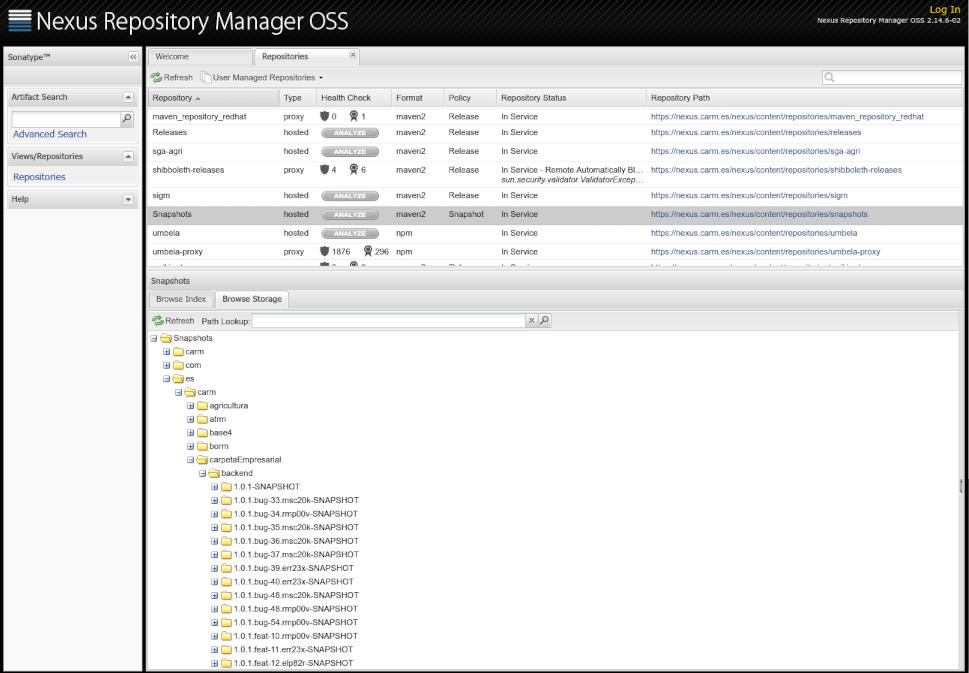 Nexus Repository Manager OSS
Log In
Nexus Repository Manager OSS 2.14.6-02
Sonatype™
Artifact Search
Advanced Search
Views/Repositories
Repositories
Help
Welcome Repositories
Refresh User Managed Repositories
Repository Type Health Check Format Policy Repository Status Repository Path
maven_repository_redhat proxy 0 1 maven2 Release In Service https://nexus.carm.es/nexus/content/repositories/maven_repository_redhat
Releases hosted ANALYZE maven2 Release In Service https://nexus.carm.es/nexus/content/repositories/releases
sga-agri hosted ANALYZE maven2 Release In Service https://nexus.carm.es/nexus/content/repositories/sga-agri
shibboleth-releases proxy 4 6 maven2 Release In Service - Remote Automatically Bl... https://nexus.carm.es/nexus/content/repositories/shibboleth-releases
sun.security.validator.ValidatorExcep...
sigm hosted ANALYZE maven2 Release In Service https://nexus.carm.es/nexus/content/repositories/sigm
Snapshots hosted ANALYZE maven2 Snapshot In Service https://nexus.carm.es/nexus/content/repositories/snapshots
umbela hosted ANALYZE npm In Service https://nexus.carm.es/nexus/content/repositories/umbela
umbela-proxy proxy 1876 296 npm In Service https://nexus.carm.es/nexus/content/repositories/umbela-proxy
Snapshots
Browse Index Browse Storage
Refresh Path Lookup:
Snapshots
carm
com
es
carm
agricultura
atrm
base4
borm
carpetaEmpresarial
backend
1.0.1-SNAPSHOT
1.0.1.bug-33.msc20k-SNAPSHOT
1.0.1.bug-34.rmp00v-SNAPSHOT
1.0.1.bug-35.msc20k-SNAPSHOT
1.0.1.bug-36.msc20k-SNAPSHOT
1.0.1.bug-37.msc20k-SNAPSHOT
1.0.1.bug-39.err23x-SNAPSHOT
1.0.1.bug-40.err23x-SNAPSHOT
1.0.1.bug-48.msc20k-SNAPSHOT
1.0.1.bug-48.rmp00v-SNAPSHOT
1.0.1.bug-54.rmp00v-SNAPSHOT
1.0.1.feat-10.rmp00v-SNAPSHOT
1.0.1.feat-11.err23x-SNAPSHOT
1.0.1.feat-12.elp82r-SNAPSHOT